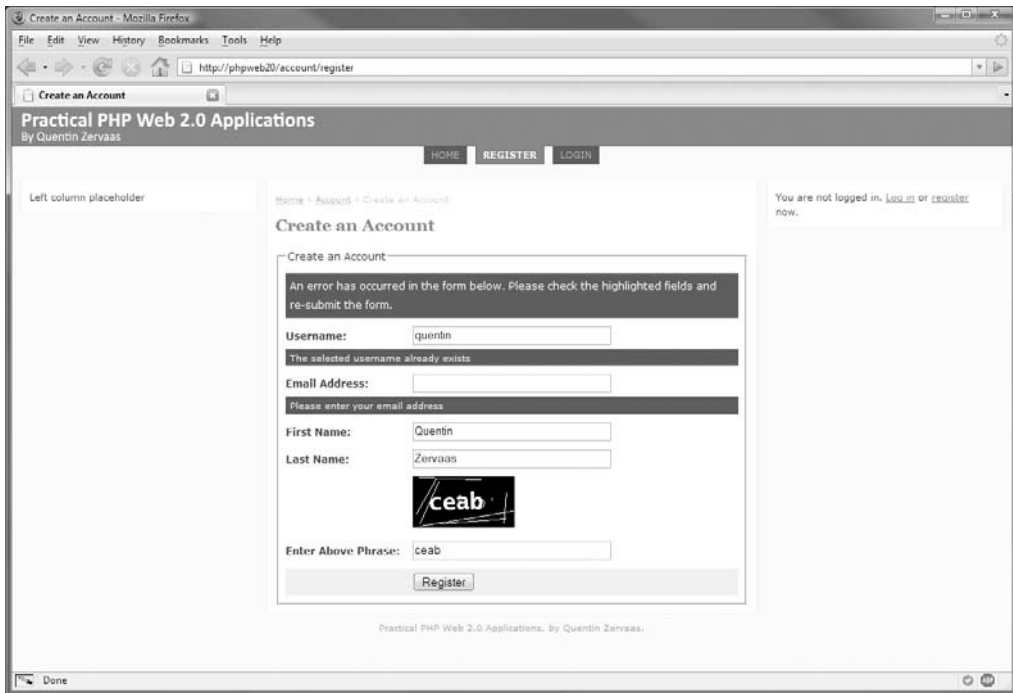 Create an Account - Mozilla Firefox
File Edit View History Bookmarks Tools Help
http://phpweb20/account/register
Create an Account
Practical PHP Web 2.0 Applications
By Quentin Zervaas
HOME REGISTER LOGIN
Left column placeholder
Home > Account > Create an Account
Create an Account
You are not logged in. Log in or register
now.
Create an Account
An error has occurred in the form below. Please check the highlighted fields and
re-submit the form.
Username: quentin
The selected username already exists
Email Address:
Please enter your email address
First Name: Quentin
Last Name: Zervaas
ceab
Enter Above Phrase: ceab
Register
Practical PHP Web 2.0 Applications. by Quentin Zervaas.
Done